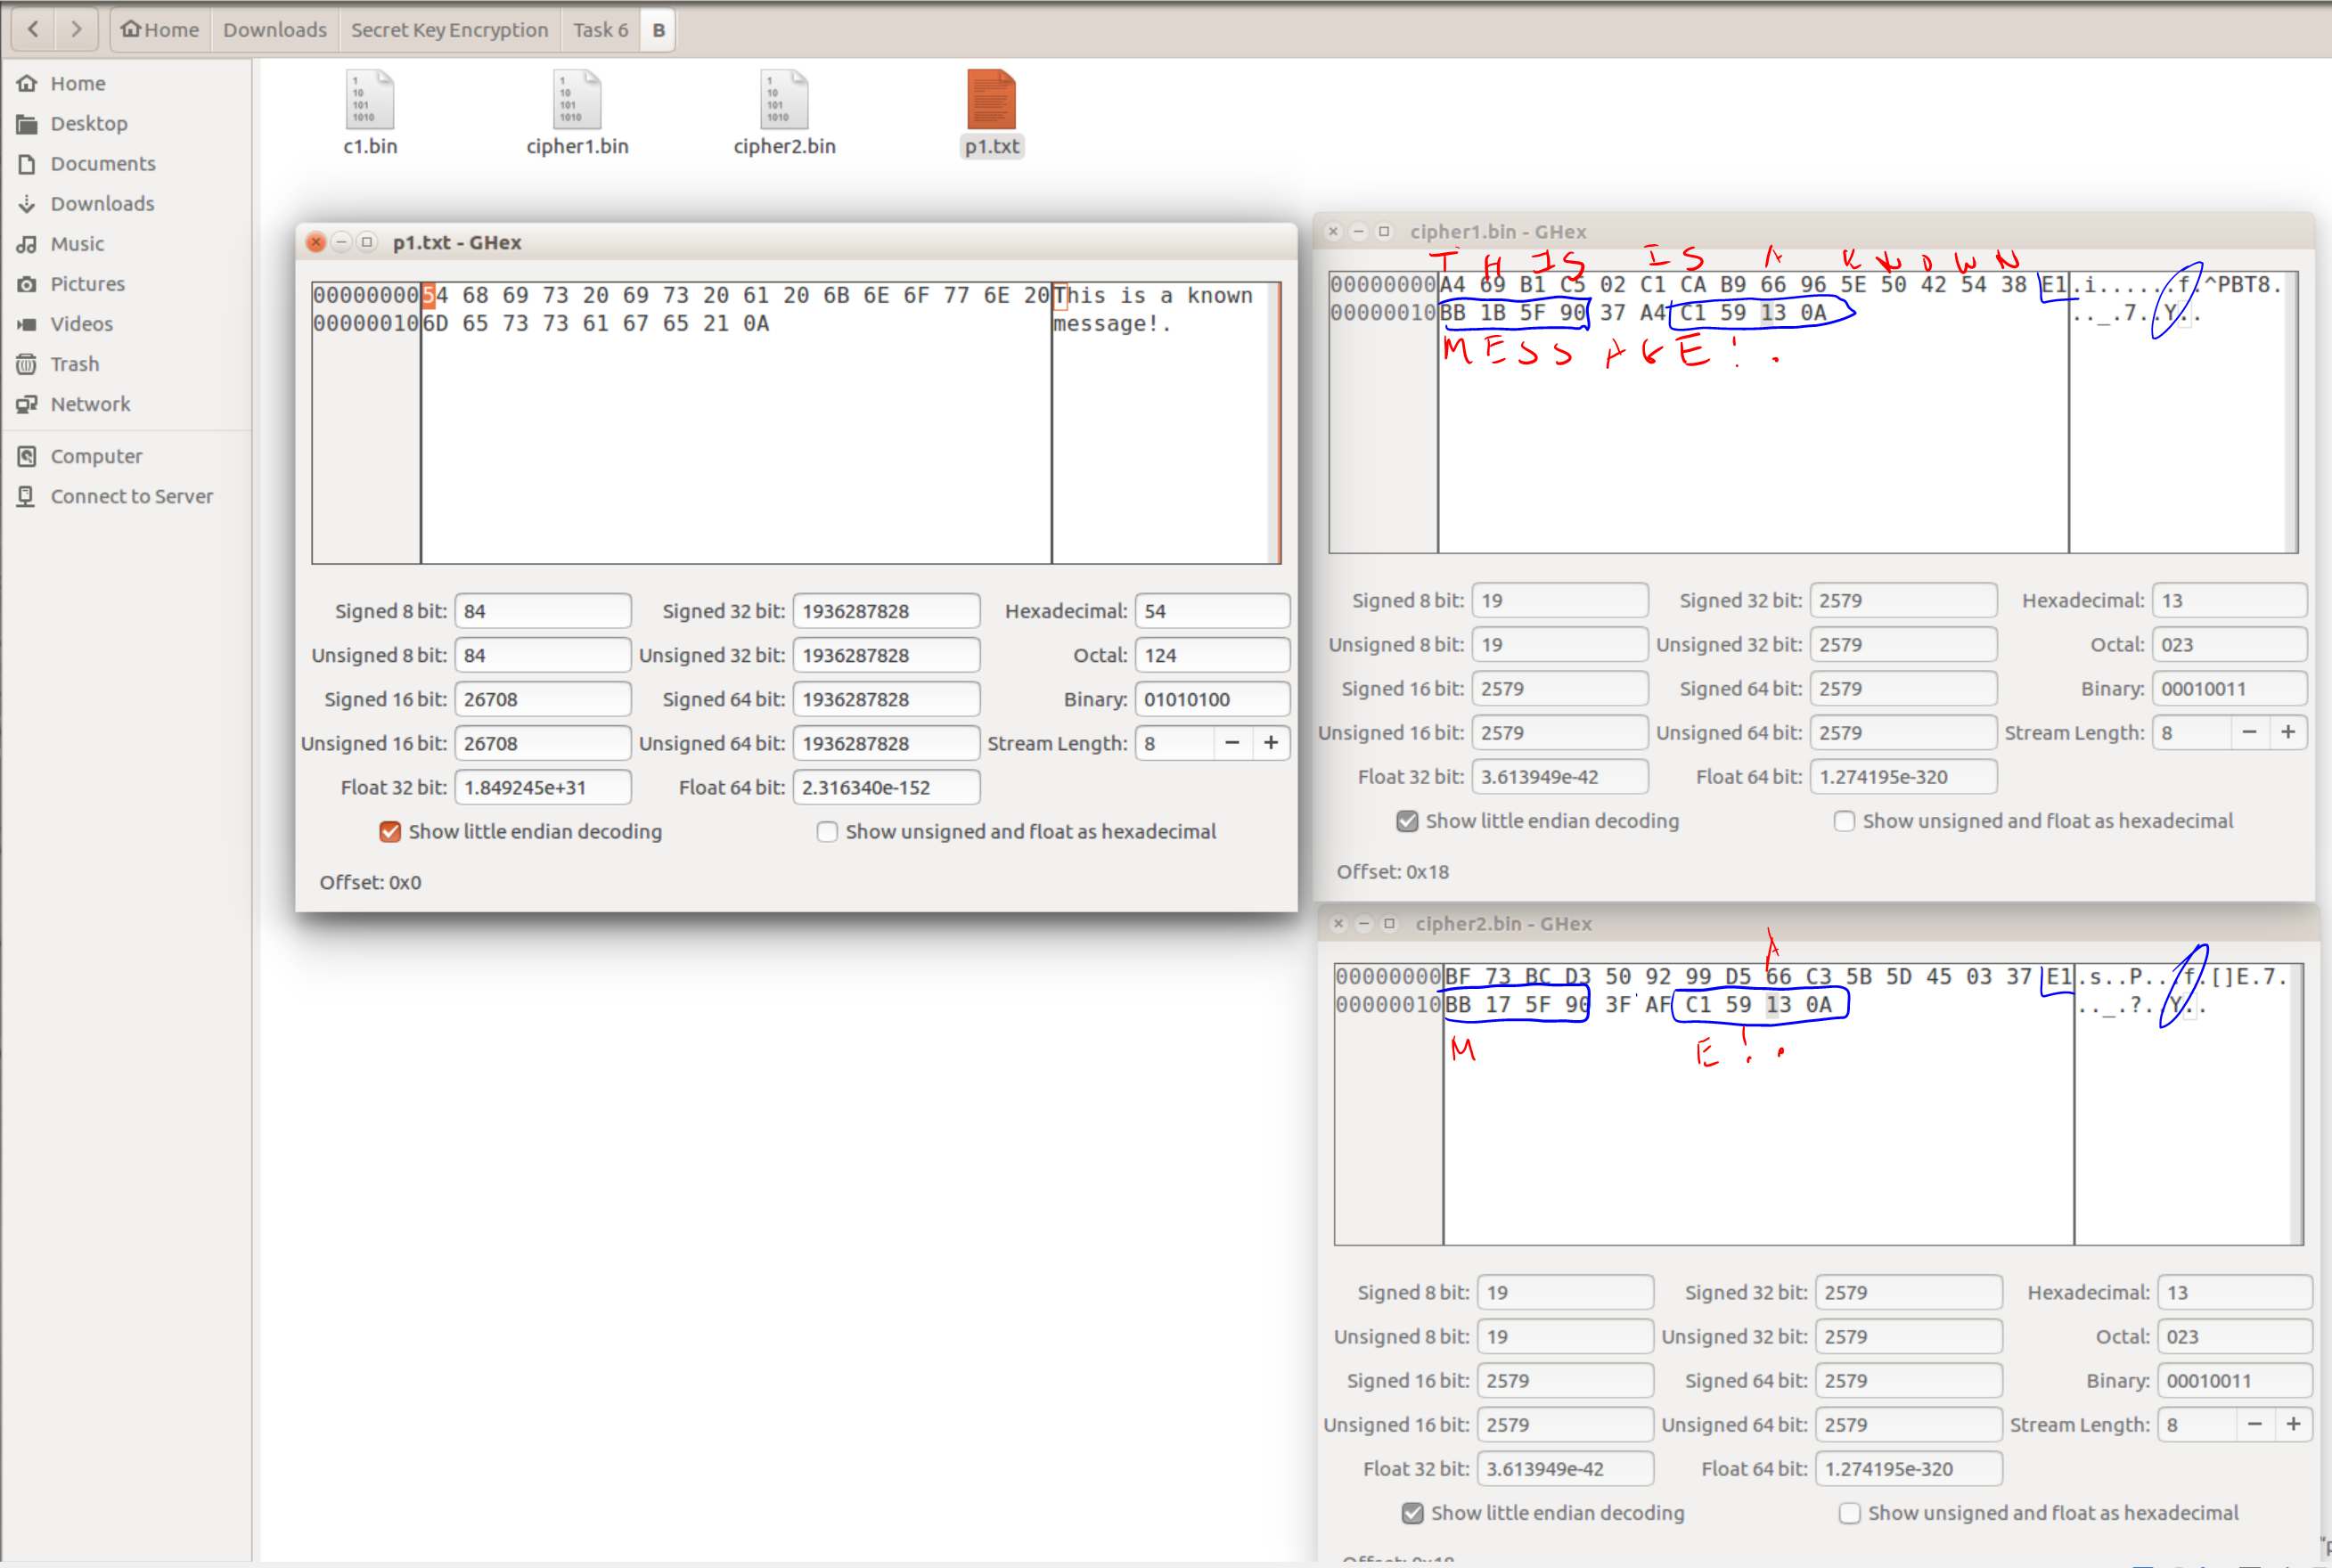 Home Downloads Secret Key Encryption Task 6 B
Home
Desktop
Documents
Downloads
Music
Pictures
Videos
Trash
Network
Computer
Connect to Server
c1.bin cipher1.bin cipher2.bin p1.txt
p1.txt - GHex
00000000 54 68 69 73 20 69 73 20 61 20 6B 6E 6F 77 6E 20 This is a known
00000010 6D 65 73 73 61 67 65 21 0A message!.
Signed 8 bit: 84 Signed 32 bit: 1936287828 Hexadecimal: 54
Unsigned 8 bit: 84 Unsigned 32 bit: 1936287828 Octal: 124
Signed 16 bit: 26708 Signed 64 bit: 1936287828 Binary: 01010100
Unsigned 16 bit: 26708 Unsigned 64 bit: 1936287828 Stream Length: 8 − +
Float 32 bit: 1.849245e+31 Float 64 bit: 2.316340e-152
Show little endian decoding Show unsigned and float as hexadecimal
Offset: 0x0
cipher1.bin - GHex
T H I S I S A K N O W N
00000000 A4 69 B1 C5 02 C1 CA B9 66 96 5E 50 42 54 38 E1 .i......f.^PBT8.
00000010 BB 1B 5F 90 37 A4 C1 59 13 0A .._.7..Y..
M E S S A G E ! .
Signed 8 bit: 19 Signed 32 bit: 2579 Hexadecimal: 13
Unsigned 8 bit: 19 Unsigned 32 bit: 2579 Octal: 023
Signed 16 bit: 2579 Signed 64 bit: 2579 Binary: 00010011
Unsigned 16 bit: 2579 Unsigned 64 bit: 2579 Stream Length: 8 − +
Float 32 bit: 3.613949e-42 Float 64 bit: 1.274195e-320
Show little endian decoding Show unsigned and float as hexadecimal
Offset: 0x18
cipher2.bin - GHex
A
00000000 BF 73 BC D3 50 92 99 D5 66 C3 5B 5D 45 03 37 E1 .s..P...f.[]E.7.
00000010 BB 17 5F 90 3F AF C1 59 13 0A .._.?..Y..
M E ! .
Signed 8 bit: 19 Signed 32 bit: 2579 Hexadecimal: 13
Unsigned 8 bit: 19 Unsigned 32 bit: 2579 Octal: 023
Signed 16 bit: 2579 Signed 64 bit: 2579 Binary: 00010011
Unsigned 16 bit: 2579 Unsigned 64 bit: 2579 Stream Length: 8 − +
Float 32 bit: 3.613949e-42 Float 64 bit: 1.274195e-320
Show little endian decoding Show unsigned and float as hexadecimal